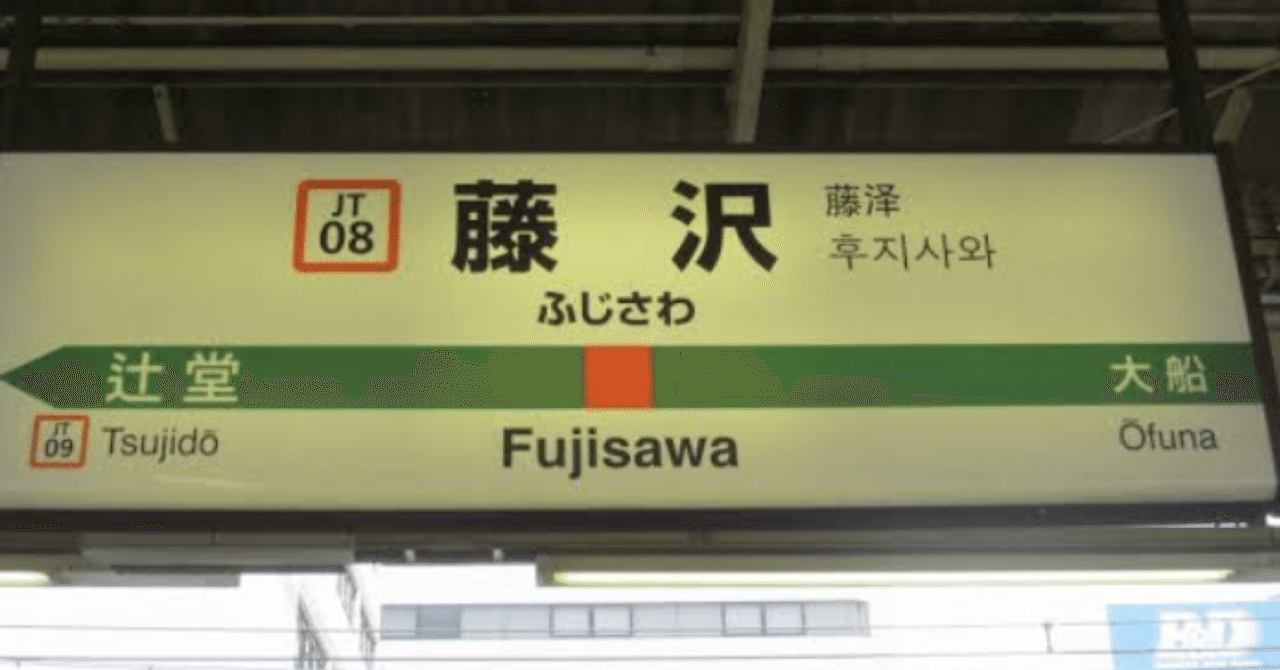 JT
08
藤沢
藤泽
후지사와
ふじさわ
辻堂
大船
JT
09
Tsujidō
Fujisawa
Ōfuna